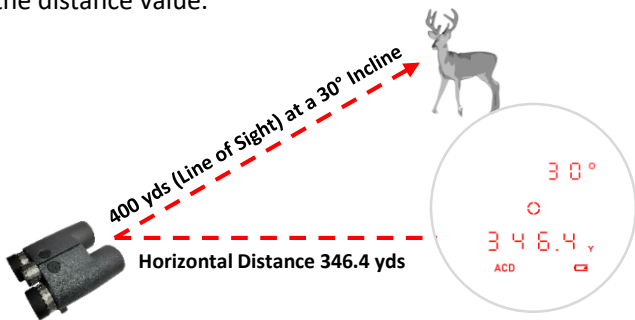 the distance value.
400 yds (Line of Sight) at a 30° Incline
30°
346.4 Y
ACD
Horizontal Distance 346.4 yds